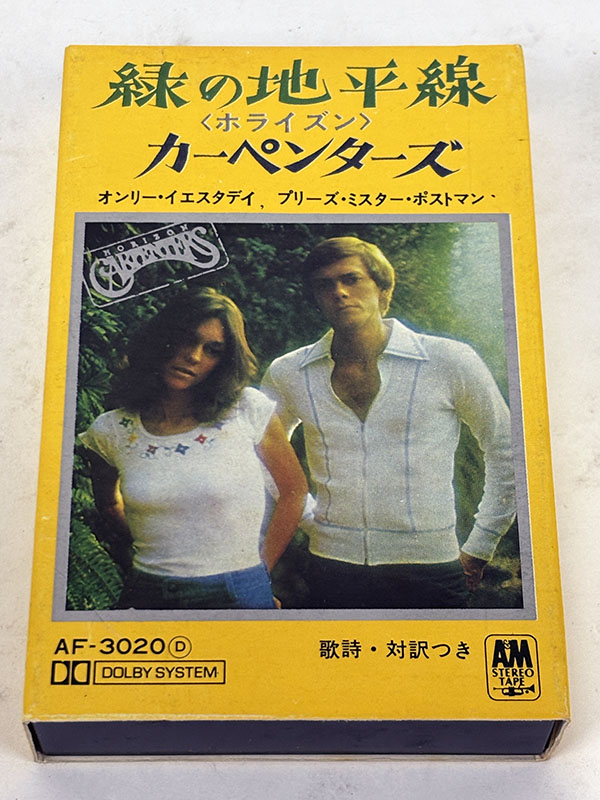 緑の地平線
〈ホライズン〉
カーペンターズ
オンリー・イエスタデイ、プリーズ・ミスター・ポストマン、
HORIZON
CARPENTERS
AF-3020 Ⓓ
DOLBY SYSTEM
歌詩・対訳つき
A&M
STEREO
TAPE